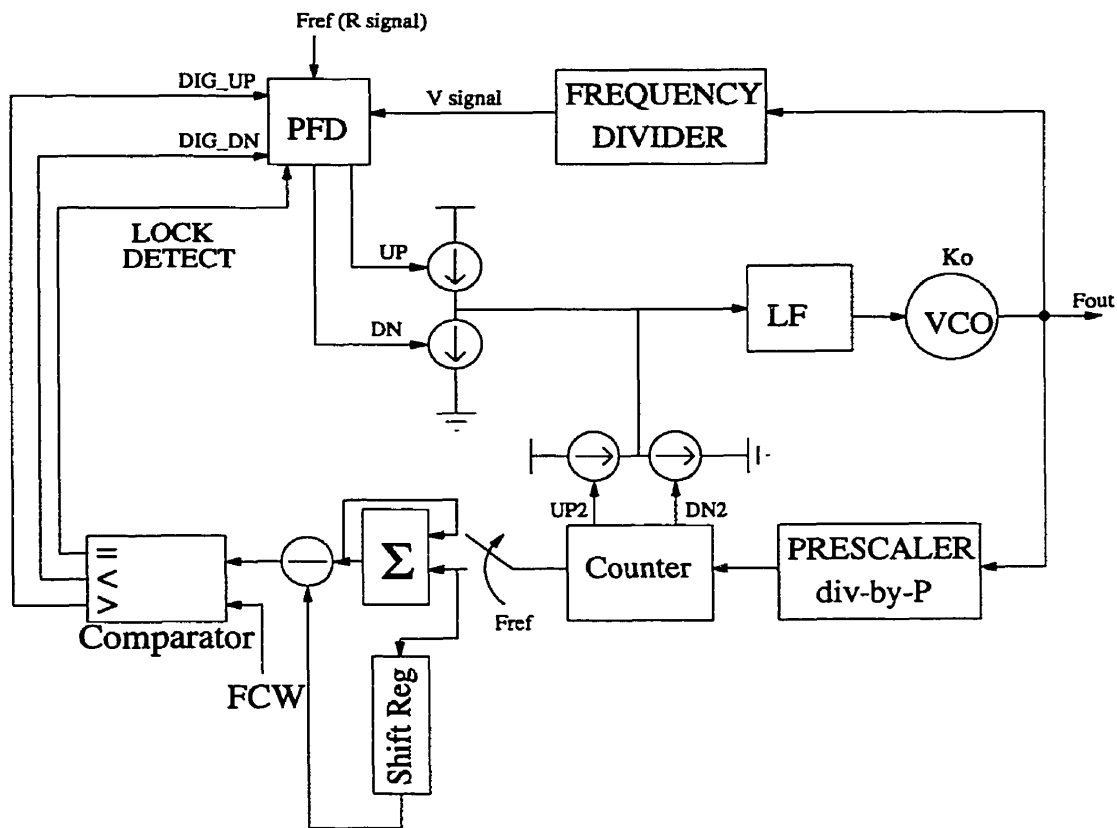 Fref (R signal)
DIG_UP
DIG_DN
PFD
V signal
FREQUENCY
DIVIDER
LOCK
DETECT
UP
DN
LF
Ko
VCO
Fout
UP2
DN2
Counter
PRESCALER
div-by-P
Fref
Σ
−
= < >
Comparator
FCW
Shift Reg